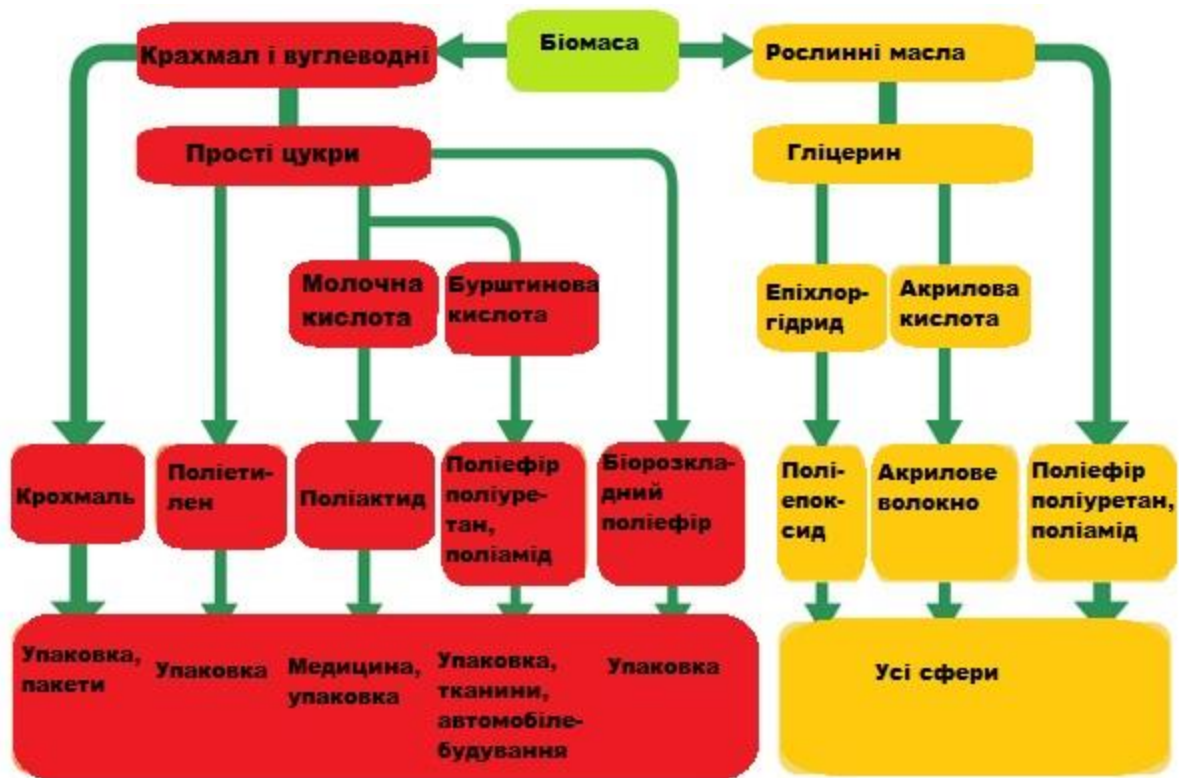 Біомаса
Крахмал і вуглеводні
Рослинні масла
Прості цукри
Гліцерин
Молочна
кислота
Бурштинова
кислота
Епіхлор-
гідрид
Акрилова
кислота
Крохмаль
Поліети-
лен
Поліактид
Поліефір
поліуре-
тан,
поліамід
Біорозкла-
дний
поліефір
Полі-
епок-
сид
Акрилове
волокно
Поліефір
поліуретан,
поліамід
Упаковка,
пакети
Упаковка
Медицина,
упаковка
Упаковка,
тканини,
автомобіле-
будування
Упаковка
Усі сфери